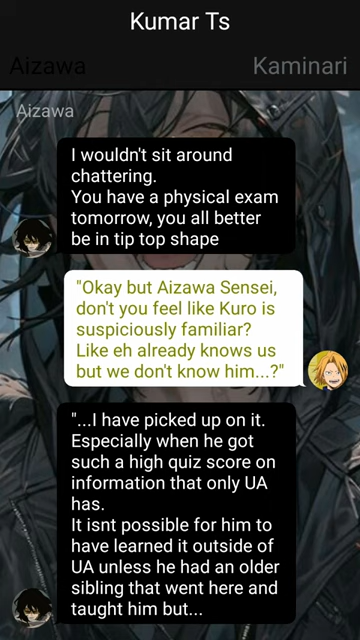 Kumar Ts
Aizawa
Kaminari
Aizawa
I wouldn't sit around
chattering.
You have a physical exam
tomorrow, you all better
be in tip top shape
"Okay but Aizawa Sensei,
don't you feel like Kuro is
suspiciously familiar?
Like eh already knows us
but we don't know him...?"
"...I have picked up on it.
Especially when he got
such a high quiz score on
information that only UA
has.
It isnt possible for him to
have learned it outside of
UA unless he had an older
sibling that went here and
taught him but...